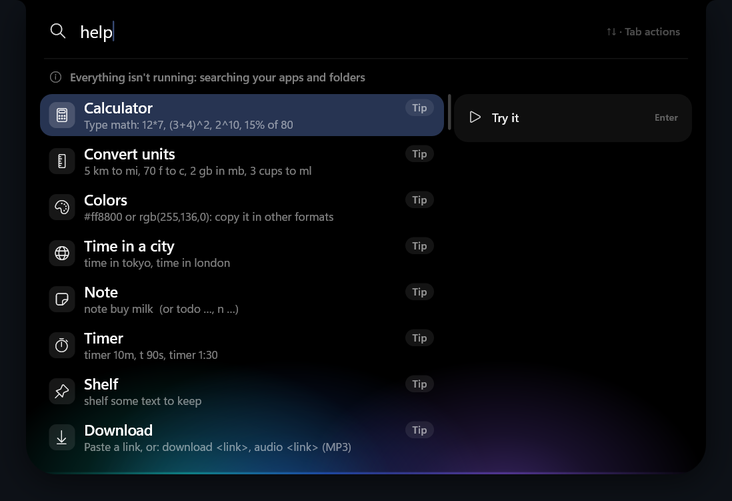 help
↑↓ · Tab actions
Everything isn't running: searching your apps and folders
Calculator
Tip
Type math: 12*7, (3+4)^2, 2^10, 15% of 80
Try it
Enter
Convert units
Tip
5 km to mi, 70 f to c, 2 gb in mb, 3 cups to ml
Colors
Tip
#ff8800 or rgb(255,136,0): copy it in other formats
Time in a city
Tip
time in tokyo, time in london
Note
Tip
note buy milk  (or todo ..., n ...)
Timer
Tip
timer 10m, t 90s, timer 1:30
Shelf
Tip
shelf some text to keep
Download
Tip
Paste a link, or: download <link>, audio <link> (MP3)